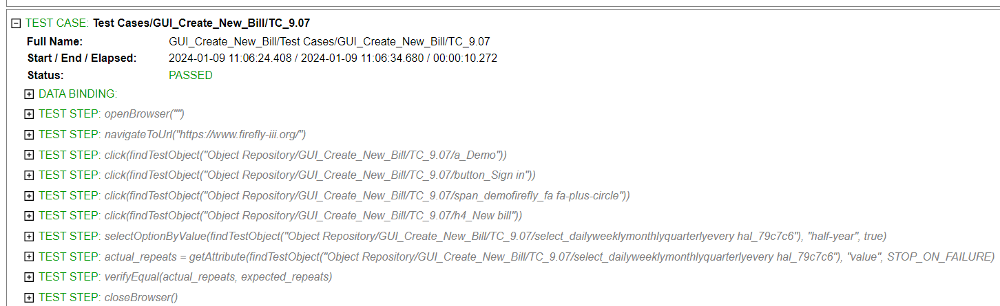 TEST CASE: Test Cases/GUI_Create_New_Bill/TC_9.07
Full Name: GUI_Create_New_Bill/Test Cases/GUI_Create_New_Bill/TC_9.07
Start / End / Elapsed: 2024-01-09 11:06:24.408 / 2024-01-09 11:06:34.680 / 00:00:10.272
Status: PASSED
DATA BINDING:
TEST STEP: openBrowser("")
TEST STEP: navigateToUrl("https://www.firefly-iii.org/")
TEST STEP: click(findTestObject("Object Repository/GUI_Create_New_Bill/TC_9.07/a_Demo"))
TEST STEP: click(findTestObject("Object Repository/GUI_Create_New_Bill/TC_9.07/button_Sign in"))
TEST STEP: click(findTestObject("Object Repository/GUI_Create_New_Bill/TC_9.07/span_demofirefly_fa fa-plus-circle"))
TEST STEP: click(findTestObject("Object Repository/GUI_Create_New_Bill/TC_9.07/h4_New bill"))
TEST STEP: selectOptionByValue(findTestObject("Object Repository/GUI_Create_New_Bill/TC_9.07/select_dailyweeklymonthlyquarterlyevery hal_79c7c6"), "half-year", true)
TEST STEP: actual_repeats = getAttribute(findTestObject("Object Repository/GUI_Create_New_Bill/TC_9.07/select_dailyweeklymonthlyquarterlyevery hal_79c7c6"), "value", STOP_ON_FAILURE)
TEST STEP: verifyEqual(actual_repeats, expected_repeats)
TEST STEP: closeBrowser()